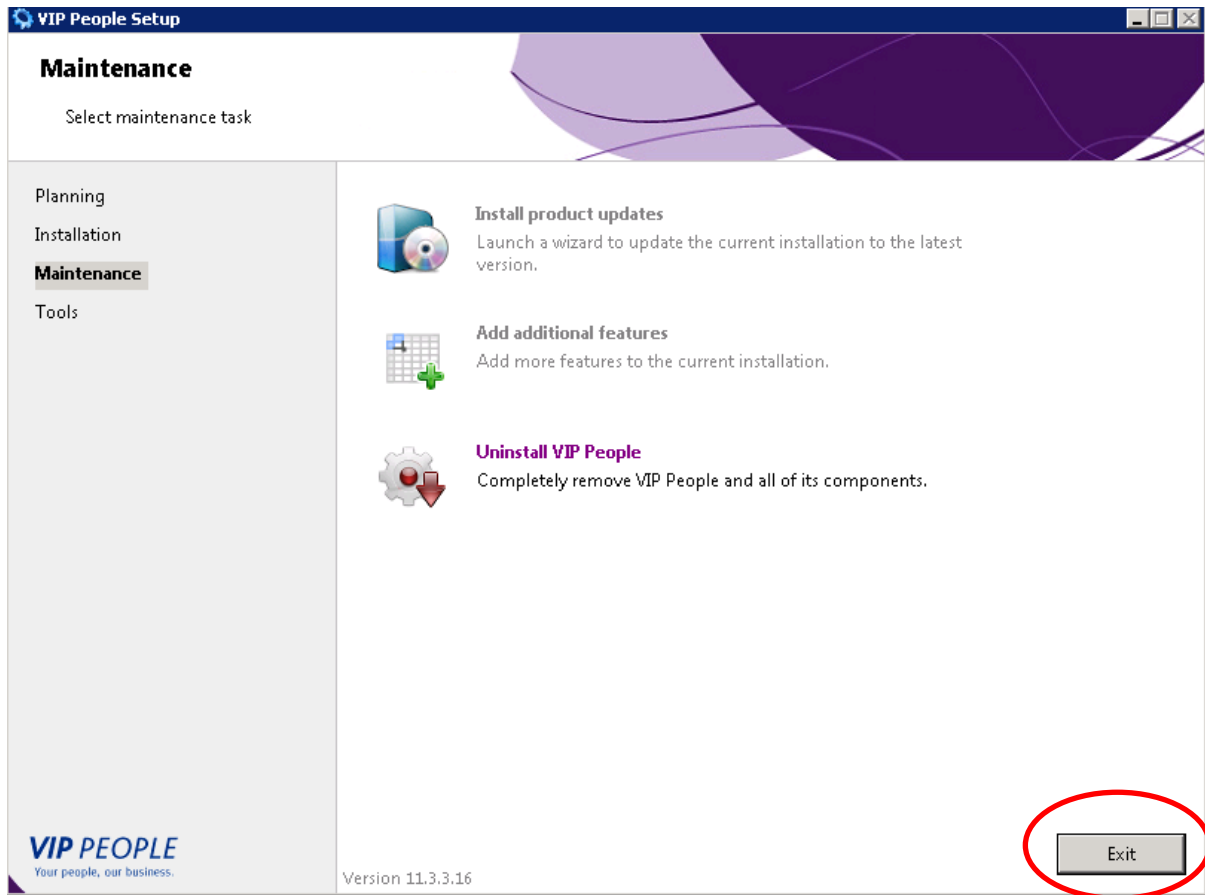 VIP People Setup
Maintenance
Select maintenance task
Planning
Installation
Maintenance
Tools
Install product updates
Launch a wizard to update the current installation to the latest
version.
Add additional features
Add more features to the current installation.
Uninstall VIP People
Completely remove VIP People and all of its components.
VIP PEOPLE
Your people, our business.
Version 11.3.3.16
Exit